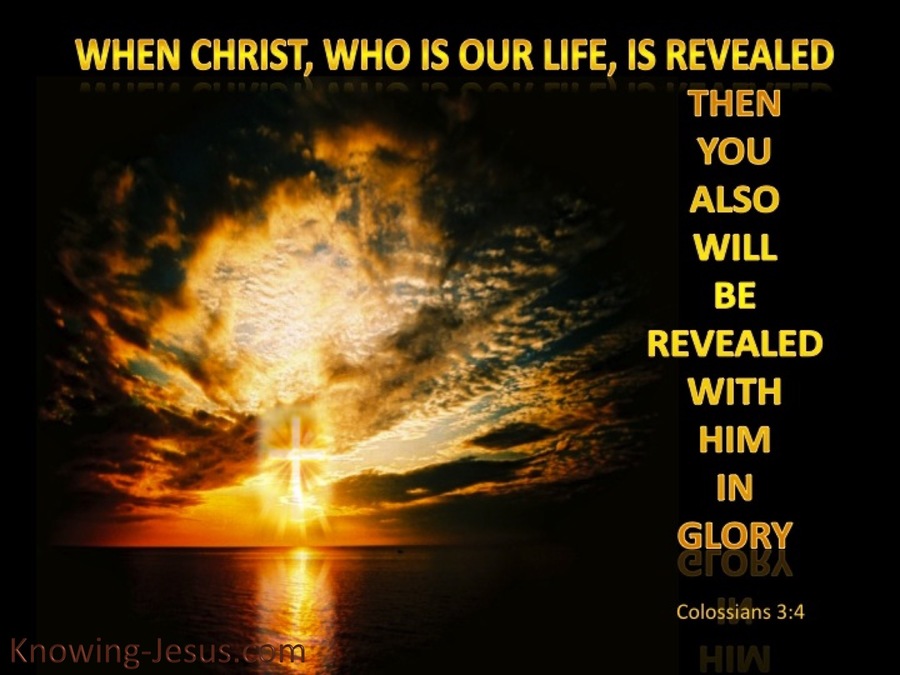 WHEN CHRIST, WHO IS OUR LIFE, IS REVEALED
THEN
YOU
ALSO
WILL
BE
REVEALED
WITH
HIM
IN
GLORY
Colossians 3:4
Knowing-Jesus.com